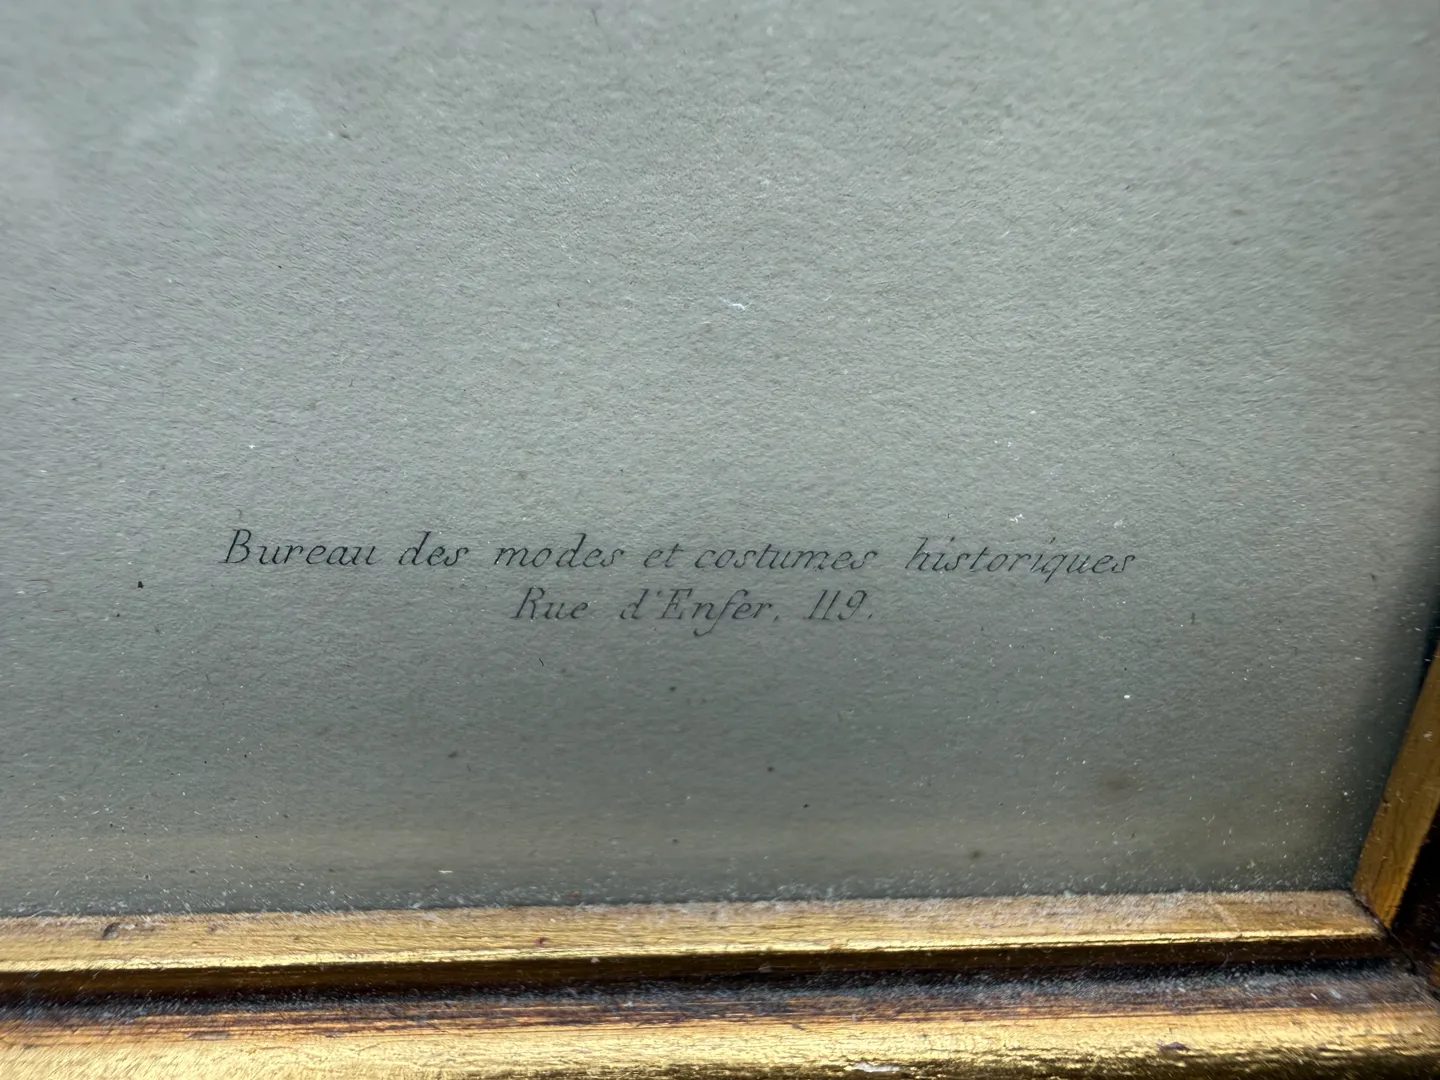 Bureau des modes et costumes historiques
Rue d'Enfer, 119.